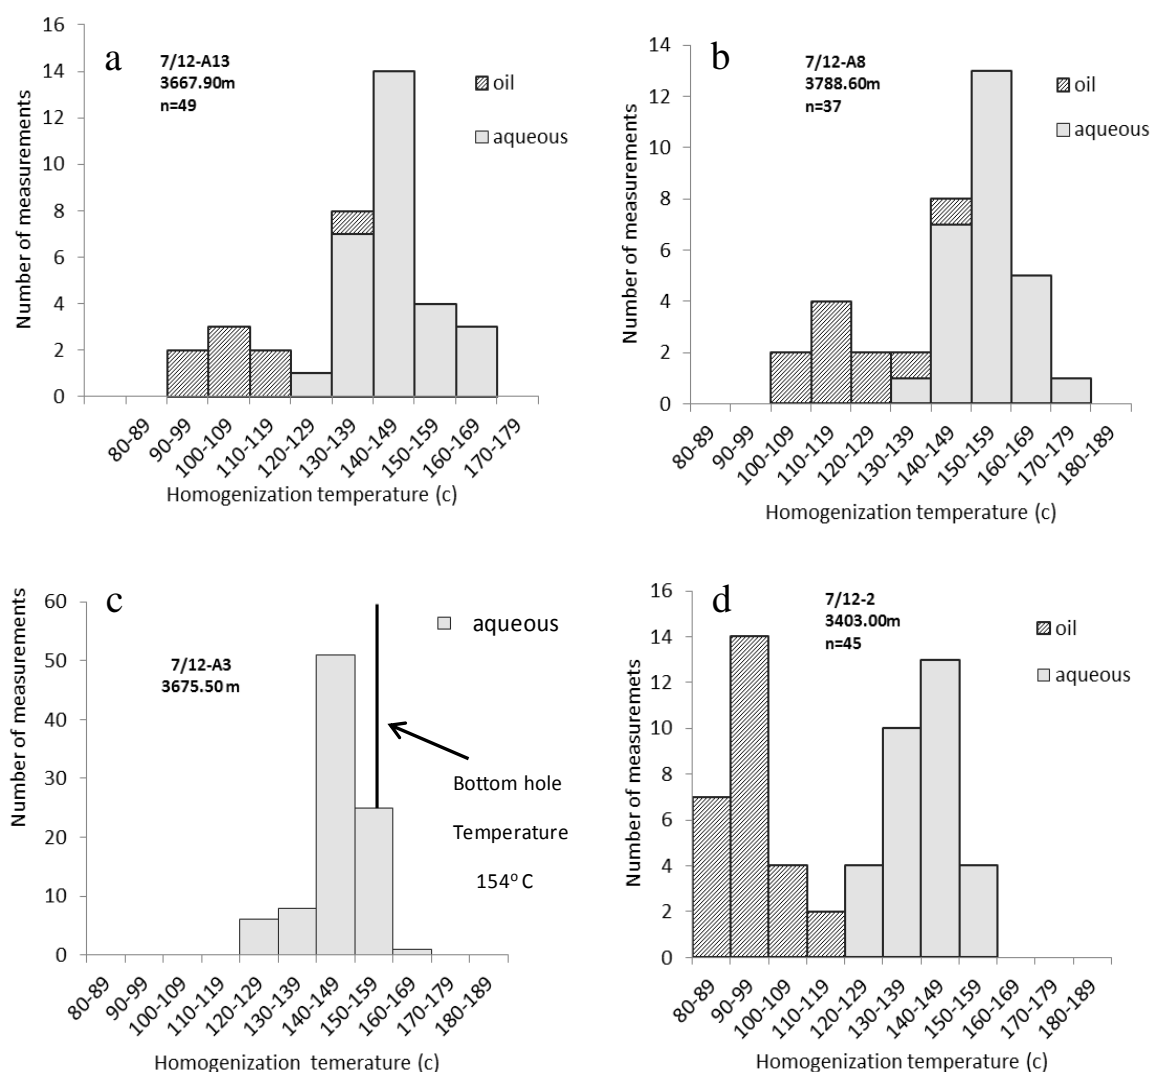 a
7/12-A13
3667.90m
n=49
oil
aqueous
Number of measurements
16
14
12
10
8
6
4
2
0
80-89
90-99
100-109
110-119
120-129
130-139
140-149
150-159
160-169
170-179
Homogenization temperature (c)
b
7/12-A8
3788.60m
n=37
oil
aqueous
Number of measurements
14
12
10
8
6
4
2
0
80-89
90-99
100-109
110-119
120-129
130-139
140-149
150-159
160-169
170-179
180-189
Homogenization temperature (c)
c
7/12-A3
3675.50 m
aqueous
Bottom hole
Temperature
154° C
Number of measurements
60
50
40
30
20
10
0
80-89
90-99
100-109
110-119
120-129
130-139
140-149
150-159
160-169
170-179
180-189
Homogenization temerature (c)
d
7/12-2
3403.00m
n=45
oil
aqueous
Number of measuremets
16
14
12
10
8
6
4
2
0
80-89
90-99
100-109
110-119
120-129
130-139
140-149
150-159
160-169
170-179
180-189
Homogenization temperature (c)